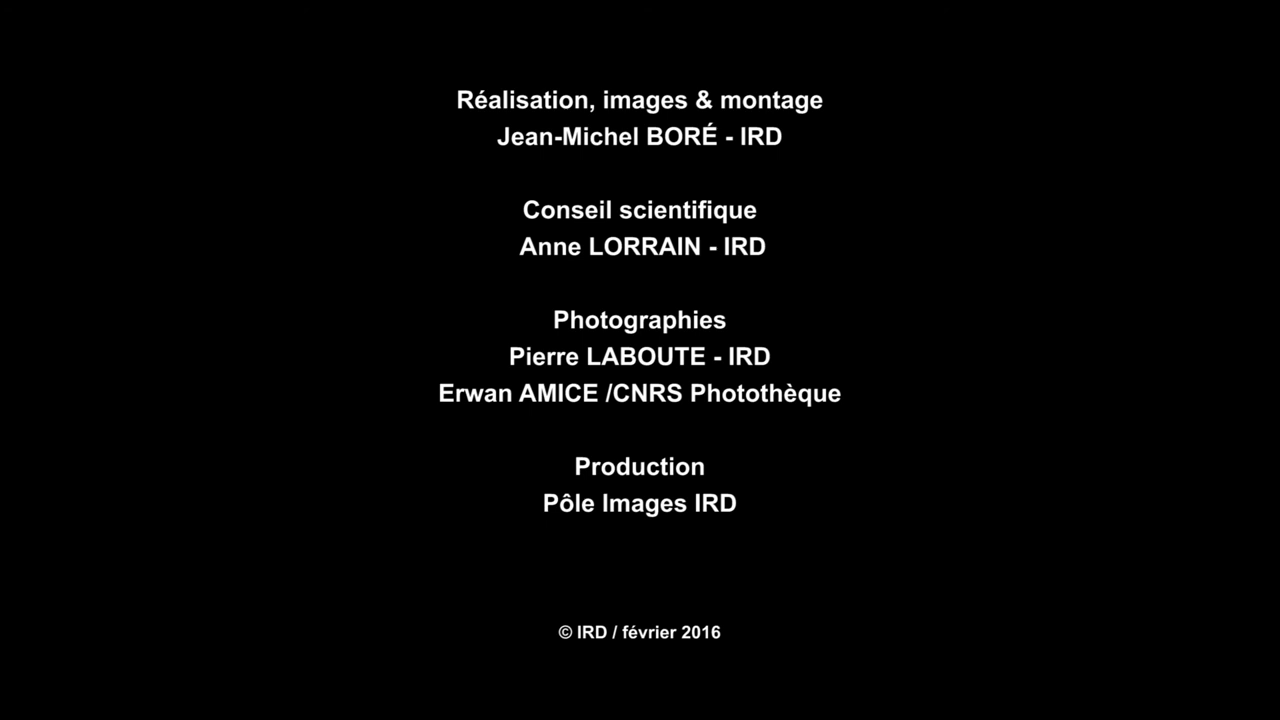 Réalisation, images & montage
Jean-Michel BORÉ - IRD
Conseil scientifique
Anne LORRAIN - IRD
Photographies
Pierre LABOUTE - IRD
Erwan AMICE /CNRS Photothèque
Production
Pôle Images IRD
© IRD / février 2016